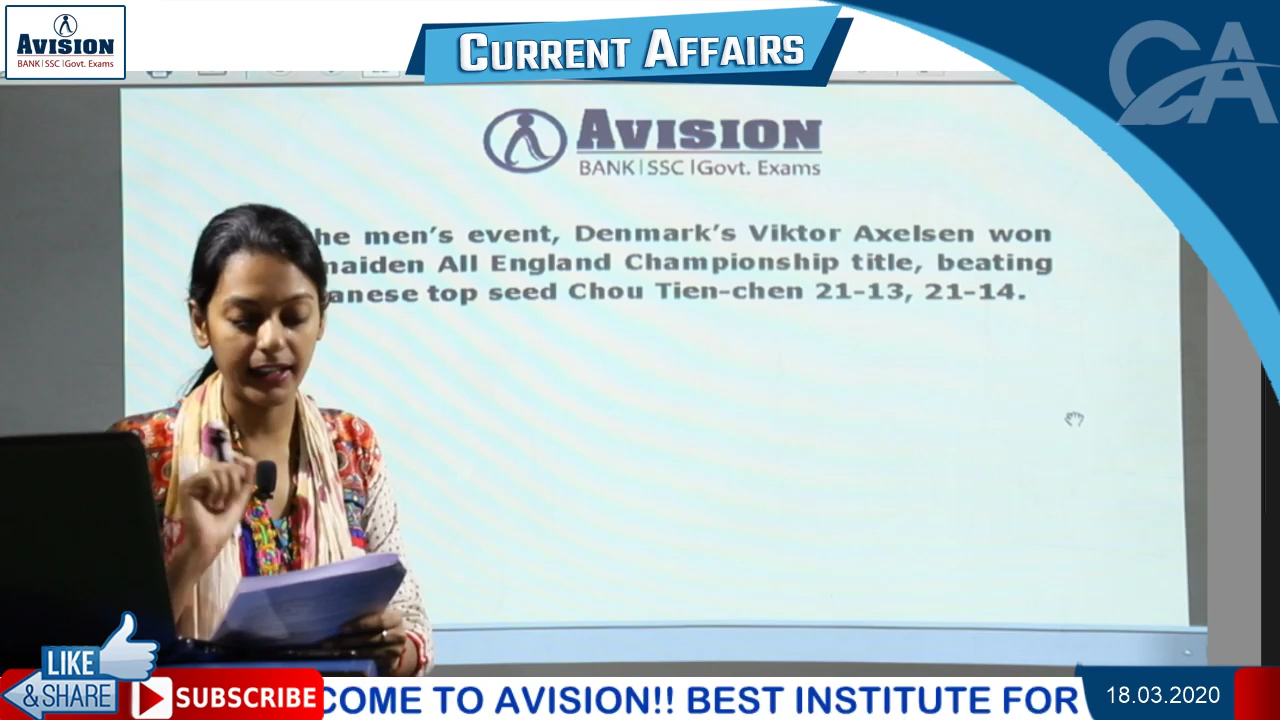 AVISION
BANK|SSC|Govt. Exams
CURRENT AFFAIRS
CA
AVISION
BANK|SSC|Govt. Exams
he men's event, Denmark's Viktor Axelsen won
maiden All England Championship title, beating
anese top seed Chou Tien-chen 21-13, 21-14.
LIKE
& SHARE
SUBSCRIBE
COME TO AVISION!! BEST INSTITUTE FOR
18.03.2020